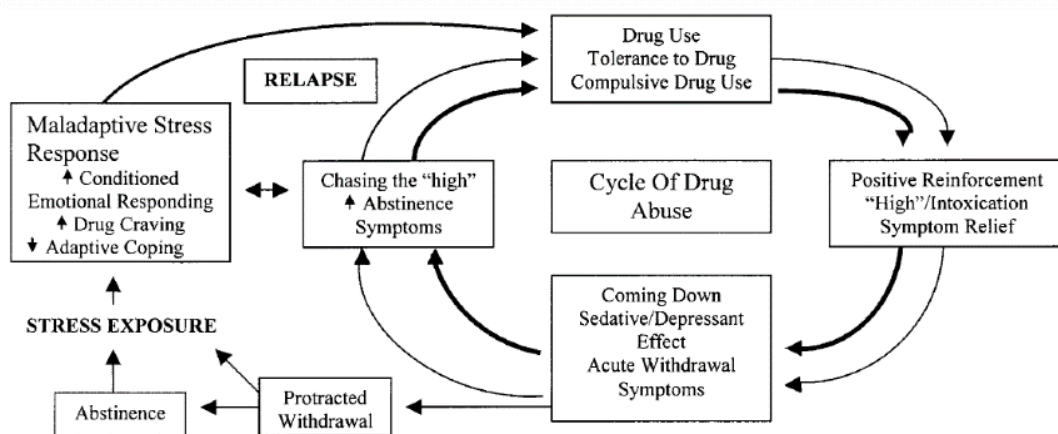 Drug Use
Tolerance to Drug
Compulsive Drug Use
RELAPSE
Maladaptive Stress
Response
Conditioned
Emotional Responding
Drug Craving
Adaptive Coping
Chasing the “high”
Abstinence
Symptoms
Cycle Of Drug
Abuse
Positive Reinforcement
“High”/Intoxication
Symptom Relief
Coming Down
Sedative/Depressant
Effect
Acute Withdrawal
Symptoms
STRESS EXPOSURE
Abstinence
Protracted
Withdrawal